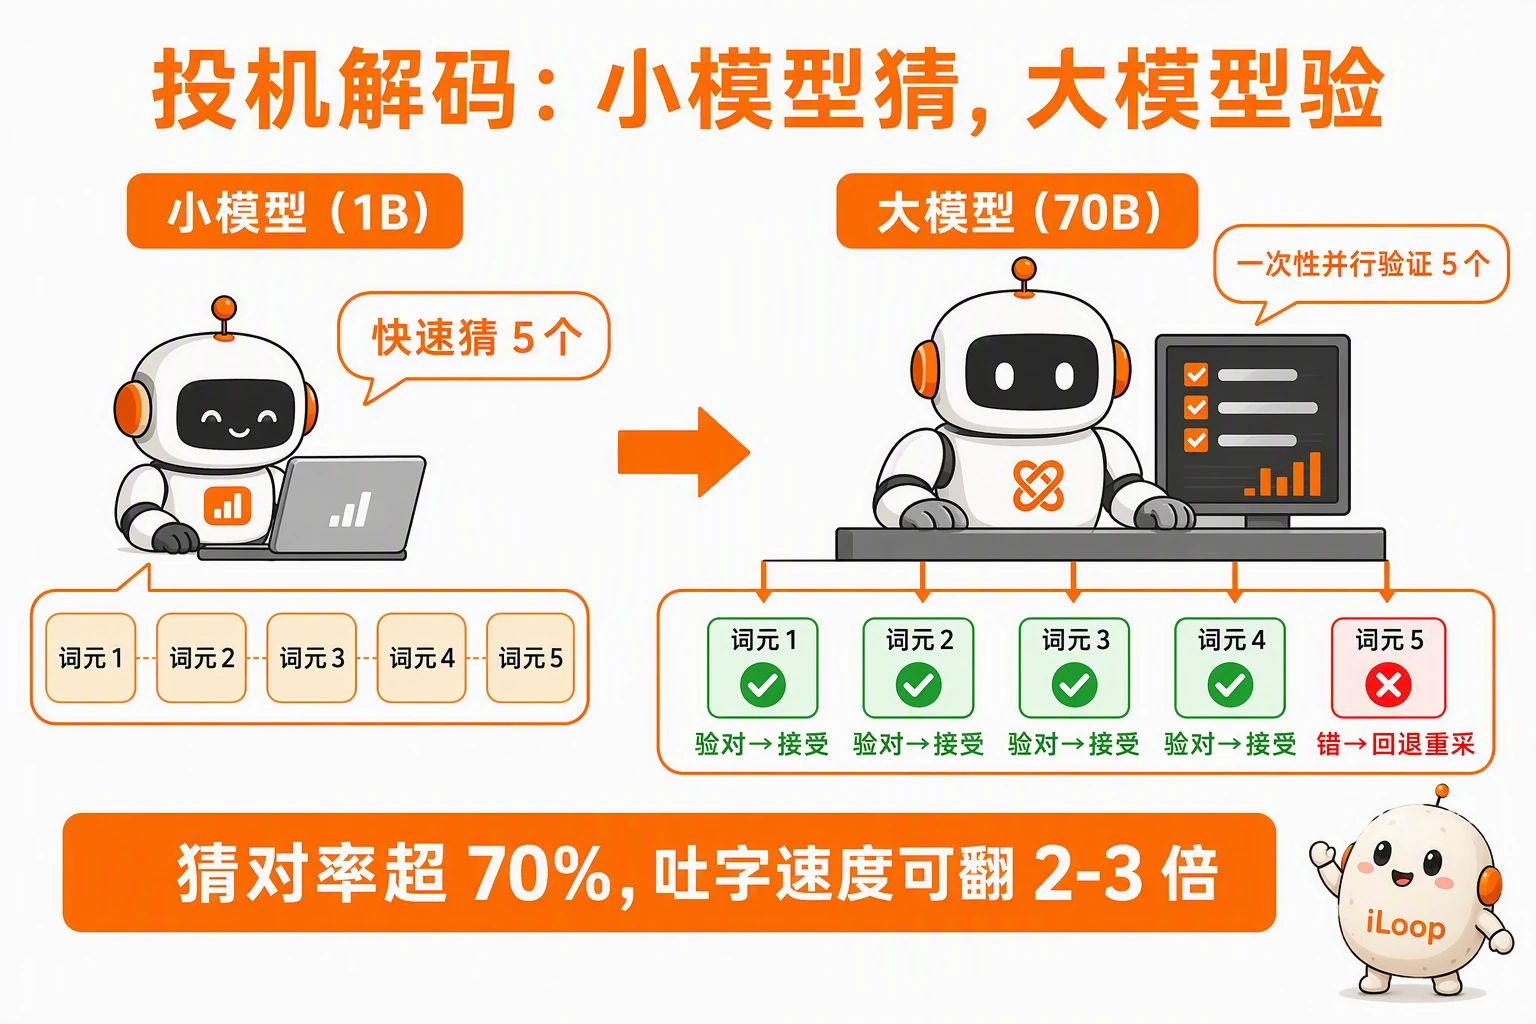 投机解码：小模型猜，大模型验
小模型（1B）
大模型（70B）
一次性并行验证 5 个
快速猜 5 个
词元 1
词元 2
词元 3
词元 4
词元 5
词元 1
词元 2
词元 3
词元 4
词元 5
验对→接受
验对→接受
验对→接受
验对→接受
错→回退重采
猜对率超 70%，吐字速度可翻 2-3 倍
iLoop